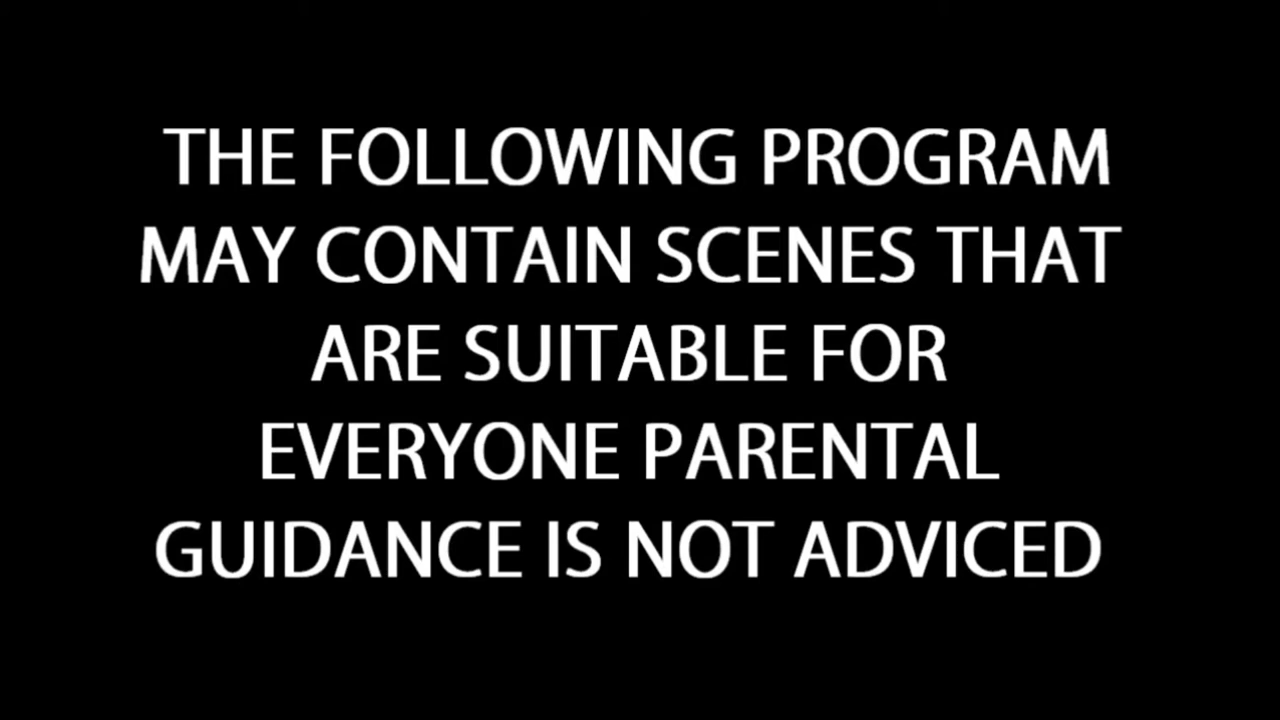 THE FOLLOWING PROGRAM
MAY CONTAIN SCENES THAT
ARE SUITABLE FOR
EVERYONE PARENTAL
GUIDANCE IS NOT ADVICED